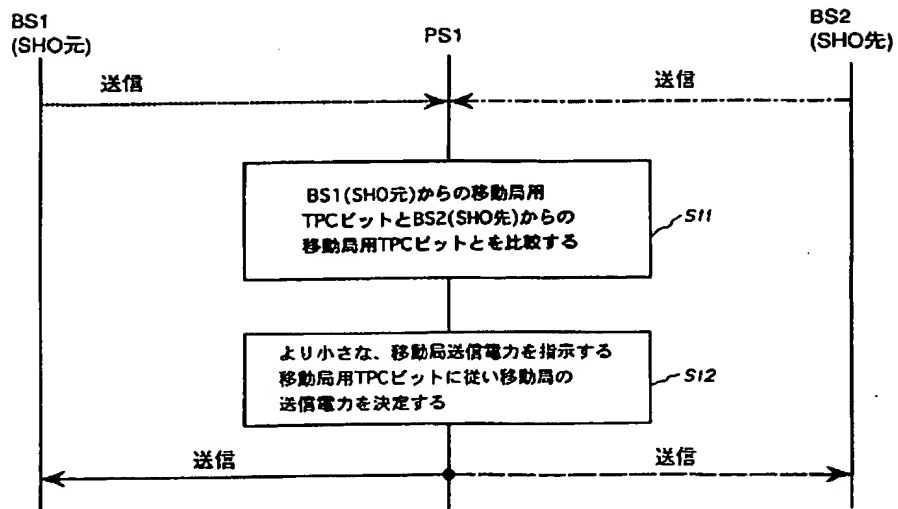 BS1
(SHO元)
PS1
BS2
(SHO先)
送信
送信
BS1(SHO元)からの移動局用
TPCビットとBS2(SHO先)からの
移動局用TPCビットとを比較する
S11
より小さな、移動局送信電力を指示する
移動局用TPCビットに従い移動局の
送信電力を決定する
S12
送信
送信